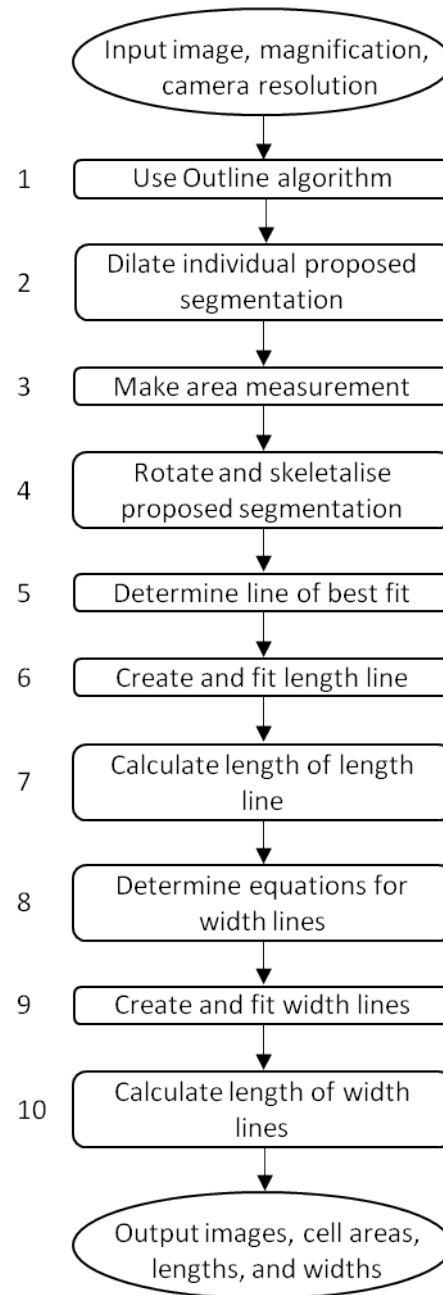 Input image, magnification,
camera resolution
1 Use Outline algorithm
Dilate individual proposed
2
segmentation
3 Make area measurement
Rotate and skeletalise
4
proposed segmentation
5 Determine line of best fit
6 Create and fit length line
Calculate length of length
7
line
Determine equations for
8
width lines
9 Create and fit width lines
Calculate length of width
10
lines
Output images, cell areas,
lengths, and widths